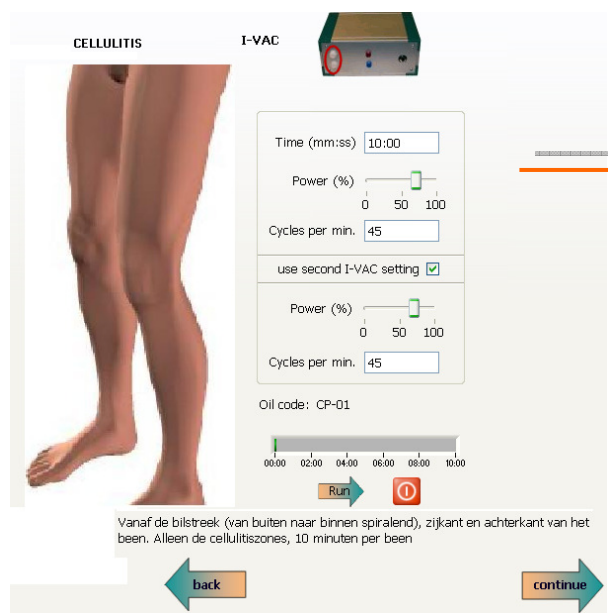 CELLULITIS
I-VAC
Time (mm:ss) 10:00
Power (%)
0 50 100
Cycles per min. 45
use second I-VAC setting
Power (%)
0 50 100
Cycles per min. 45
Oil code: CP-01
00:00 02:00 04:00 06:00 08:00 10:00
Run
Vanaf de bilstreek (van buiten naar binnen spiralend), zijkant en achterkant van het
been. Alleen de cellulitiszones, 10 minuten per been
back
continue